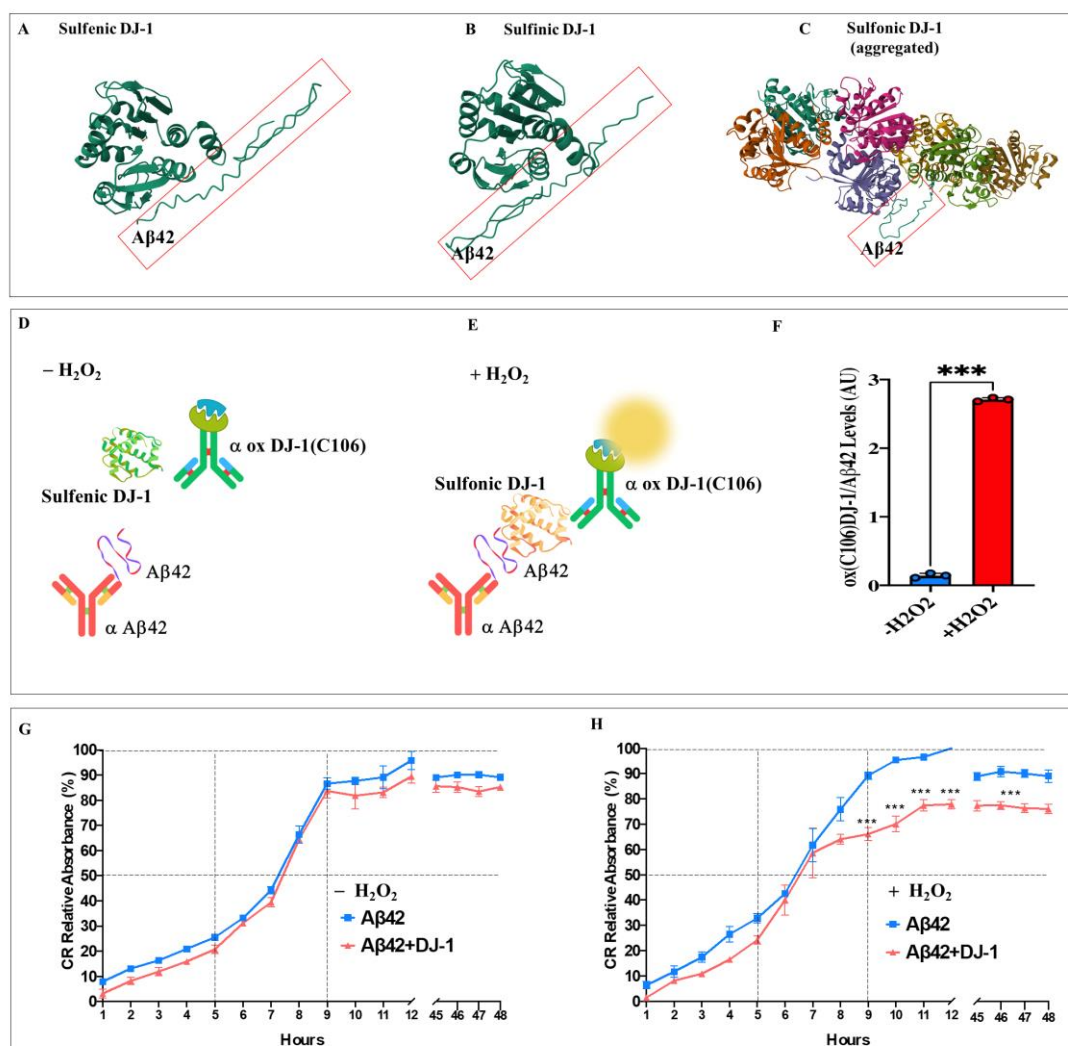 A
Sulfenic DJ-1
Aβ42
B
Sulfinic DJ-1
Aβ42
C
Sulfonic DJ-1
(aggregated)
Aβ42
D
− H₂O₂
α ox DJ-1(C106)
Sulfenic DJ-1
Aβ42
α Aβ42
E
+ H₂O₂
α ox DJ-1(C106)
Sulfonic DJ-1
Aβ42
α Aβ42
F
ox(C106)DJ-1/Aβ42 Levels (AU)
3
2
1
0
***
-H2O2
+H2O2
G
CR Relative Absorbance (%)
100
90
80
70
60
50
40
30
20
10
0
− H₂O₂
Aβ42
Aβ42+DJ-1
1 2 3 4 5 6 7 8 9 10 11 12 45 46 47 48
Hours
H
CR Relative Absorbance (%)
100
90
80
70
60
50
40
30
20
10
0
*** *** *** *** ***
+ H₂O₂
Aβ42
Aβ42+DJ-1
1 2 3 4 5 6 7 8 9 10 11 12 45 46 47 48
Hours